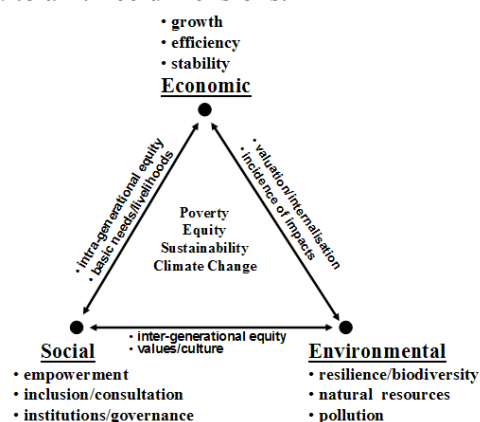 • growth
• efficiency
• stability
Economic
• intra-generational equity
• basic needs/livelihoods
• valuation/internalisation
• incidence of impacts
Poverty
Equity
Sustainability
Climate Change
• inter-generational equity
• values/culture
Social
• empowerment
• inclusion/consultation
• institutions/governance
Environmental
• resilience/biodiversity
• natural resources
• pollution